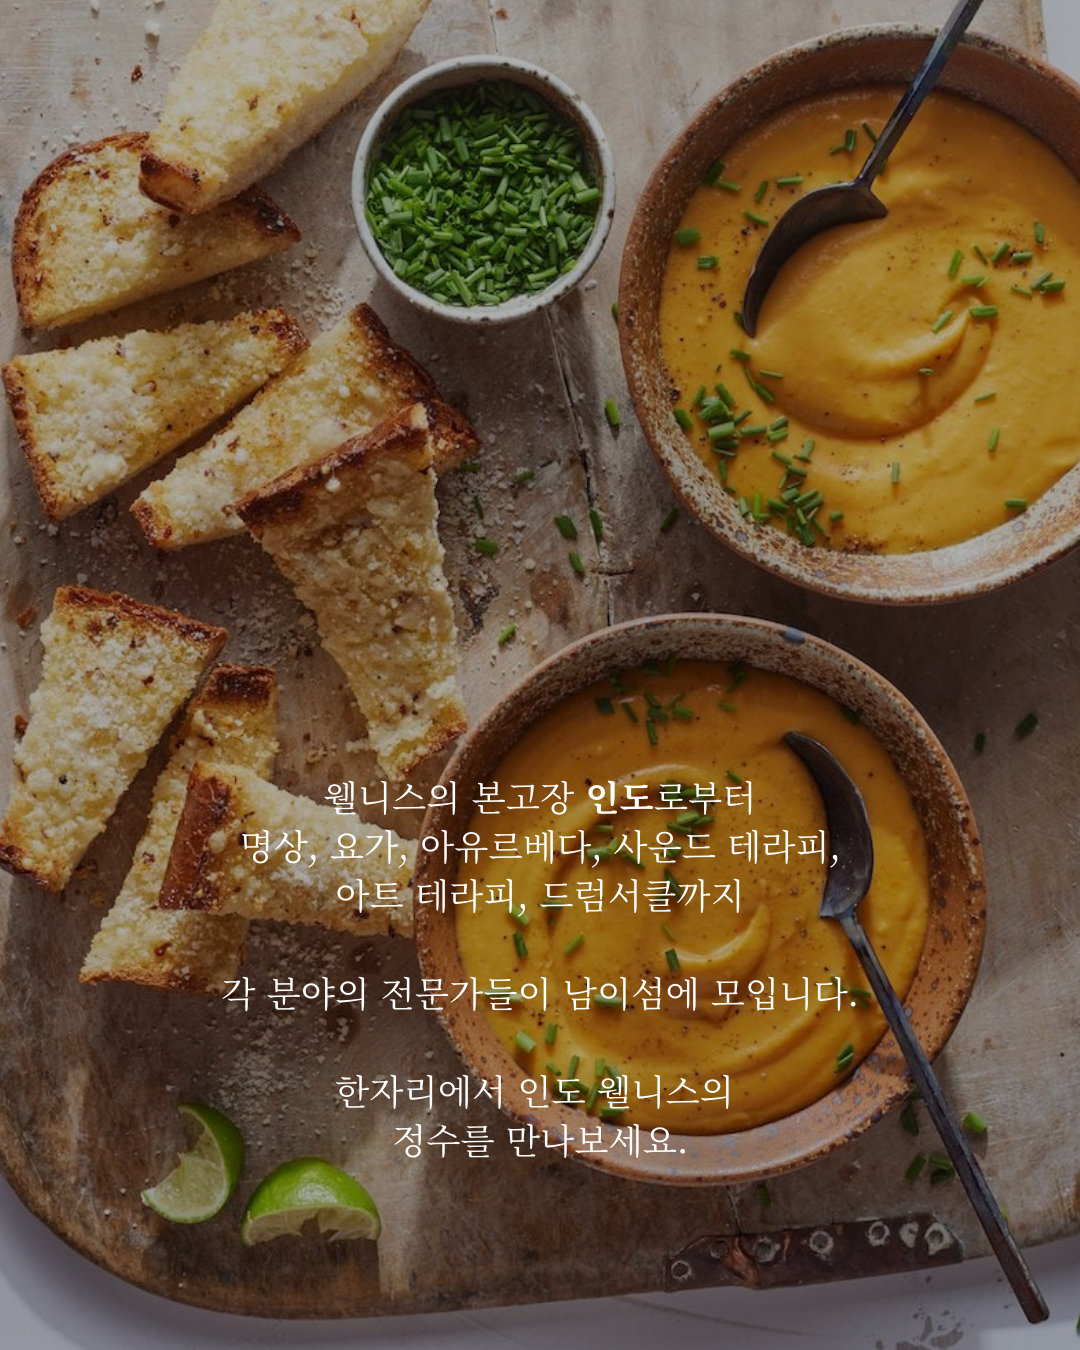 웰니스의 본고장 인도로부터
명상, 요가, 아유르베다, 사운드 테라피,
아트 테라피, 드럼서클까지
각 분야의 전문가들이 남이섬에 모입니다.
한자리에서 인도 웰니스의
정수를 만나보세요.